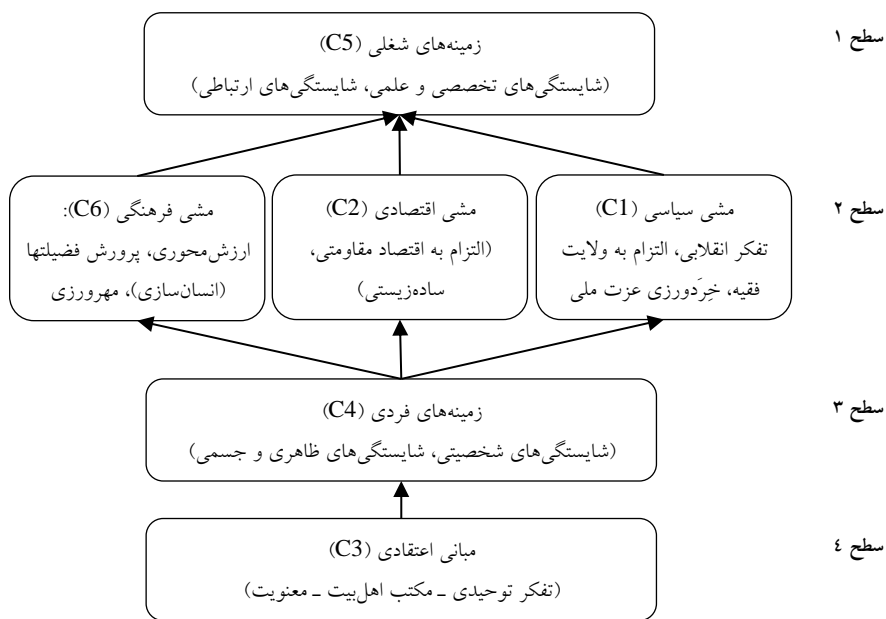 سطح ۱
زمینه‌های شغلی (C5)
(شایستگی‌های تخصصی و علمی، شایستگی‌های ارتباطی)
سطح ۲
مشی سیاسی (C1)
تفکر انقلابی، التزام به ولایت
فقیه، خِرَدورزی عزت ملی
مشی اقتصادی (C2)
(التزام به اقتصاد مقاومتی،
ساده‌زیستی)
مشی فرهنگی (C6):
ارزش‌محوری، پرورش فضیلتها
(انسان‌سازی)، مهرورزی
سطح ۳
زمینه‌های فردی (C4)
(شایستگی‌های شخصیتی، شایستگی‌های ظاهری و جسمی)
سطح ٤
مبانی اعتقادی (C3)
(تفکر توحیدی ـ مکتب اهل‌بیت ـ معنویت)